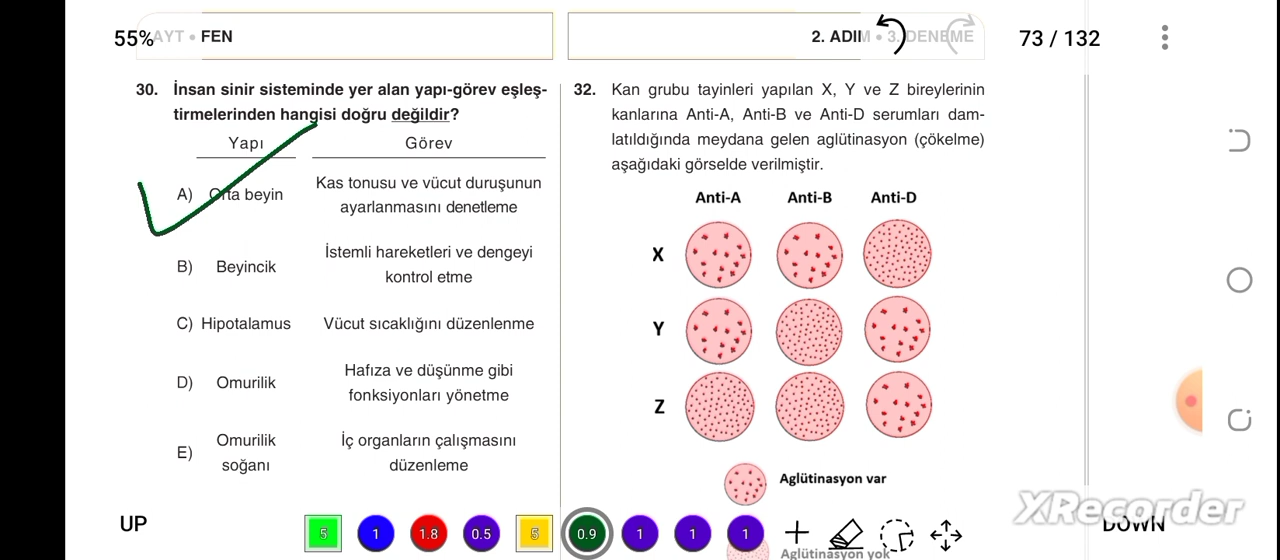 55%
AYT • FEN
2. ADIM • 3. DENEME
73 / 132
30. İnsan sinir sisteminde yer alan yapı-görev eşleş-
tirmelerinden hangisi doğru değildir?
Yapı Görev
A) Orta beyin Kas tonusu ve vücut duruşunun
ayarlanmasını denetleme
B) Beyincik İstemli hareketleri ve dengeyi
kontrol etme
C) Hipotalamus Vücut sıcaklığını düzenlenme
D) Omurilik Hafıza ve düşünme gibi
fonksiyonları yönetme
E) Omurilik soğanı İç organların çalışmasını
düzenleme
32. Kan grubu tayinleri yapılan X, Y ve Z bireylerinin
kanlarına Anti-A, Anti-B ve Anti-D serumları dam-
latıldığında meydana gelen aglütinasyon (çökelme)
aşağıdaki görselde verilmiştir.
Anti-A Anti-B Anti-D
X
Y
Z
Aglütinasyon var
Aglütinasyon yok
UP
5 1 1.8 0.5 5 0.9 1 1 1
DOWN
XRecorder